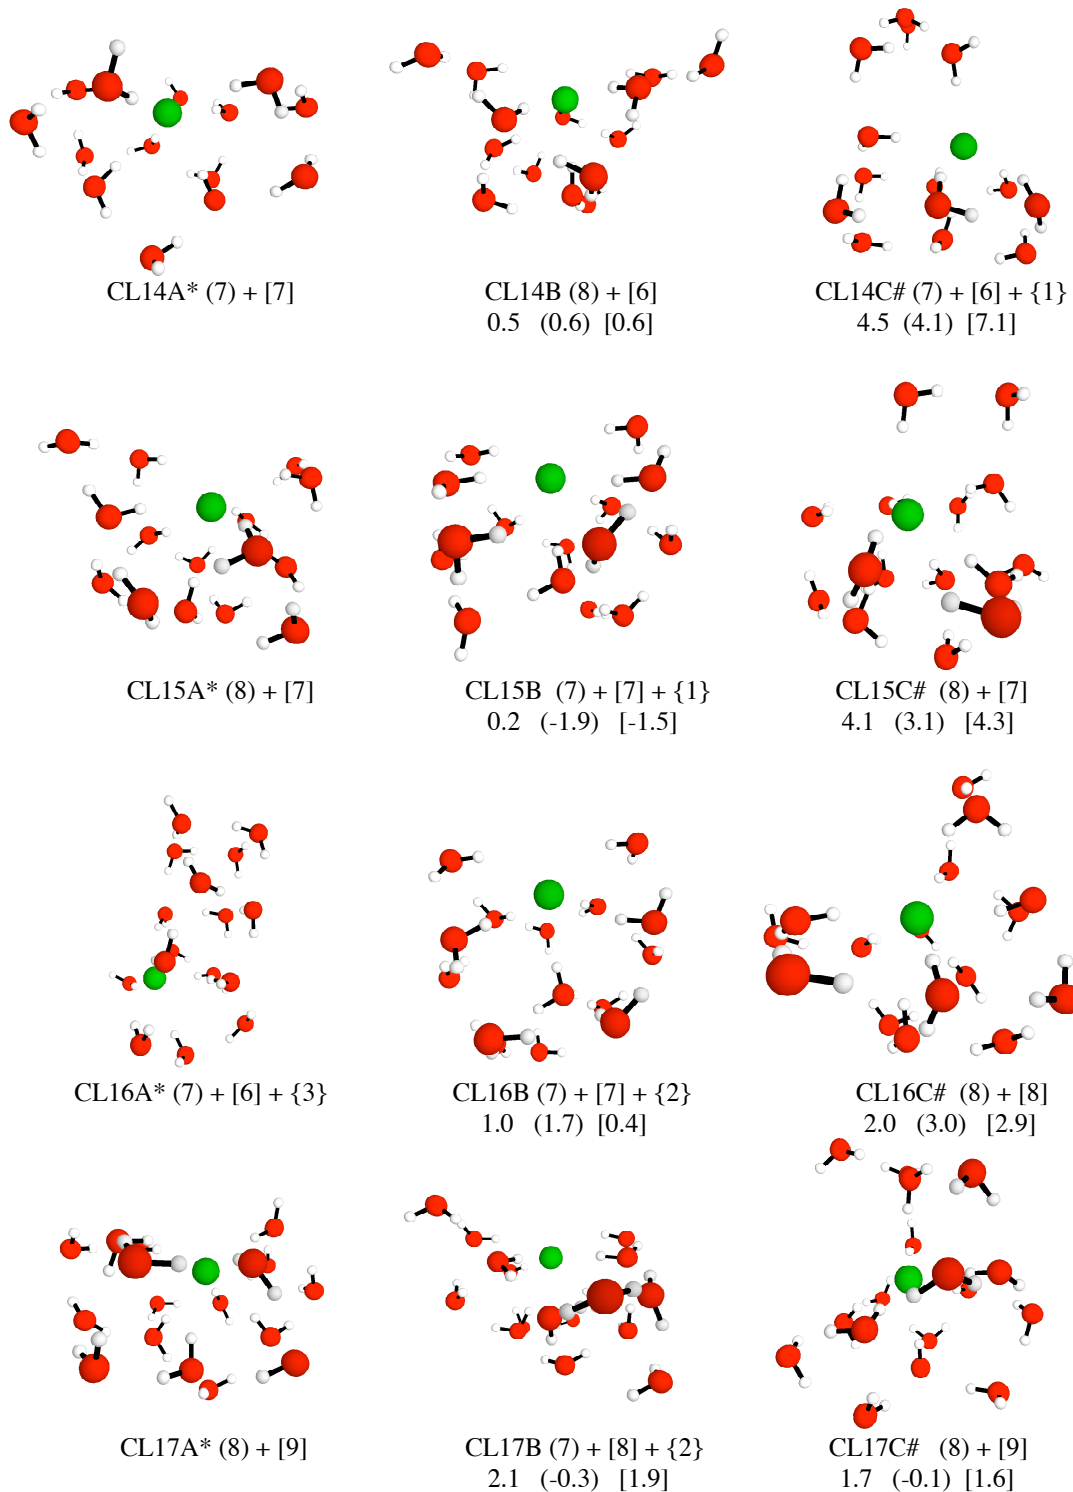 CL14A* (7) + [7]
CL14B (8) + [6]
0.5 (0.6) [0.6]
CL14C# (7) + [6] + {1}
4.5 (4.1) [7.1]
CL15A* (8) + [7]
CL15B (7) + [7] + {1}
0.2 (-1.9) [-1.5]
CL15C# (8) + [7]
4.1 (3.1) [4.3]
CL16A* (7) + [6] + {3}
CL16B (7) + [7] + {2}
1.0 (1.7) [0.4]
CL16C# (8) + [8]
2.0 (3.0) [2.9]
CL17A* (8) + [9]
CL17B (7) + [8] + {2}
2.1 (-0.3) [1.9]
CL17C# (8) + [9]
1.7 (-0.1) [1.6]